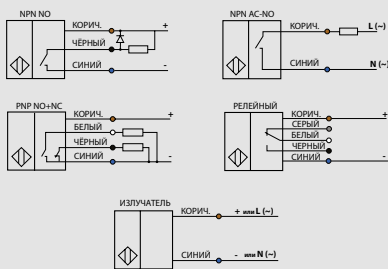 NPN NO
КОРИЧ. +
ЧЁРНЫЙ
СИНИЙ -
NPN AC-NO
КОРИЧ. L (~)
СИНИЙ N (~)
PNP NO+NC
КОРИЧ. +
БЕЛЫЙ
ЧЁРНЫЙ
СИНИЙ -
РЕЛЕЙНЫЙ
КОРИЧ. +
СЕРЫЙ
БЕЛЫЙ
ЧЕРНЫЙ
СИНИЙ -
ИЗЛУЧАТЕЛЬ
КОРИЧ. + или L (~)
СИНИЙ - или N (~)